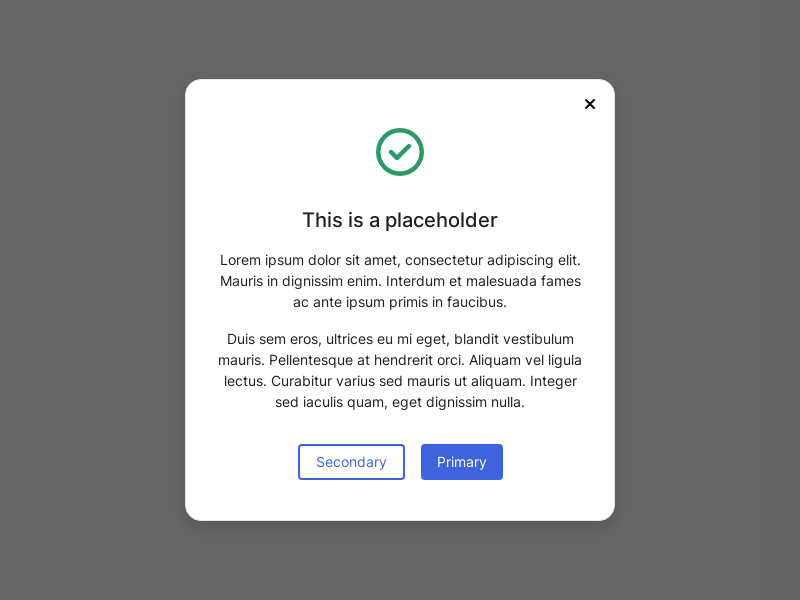 This is a placeholder
Lorem ipsum dolor sit amet, consectetur adipiscing elit.
Mauris in dignissim enim. Interdum et malesuada fames
ac ante ipsum primis in faucibus.
Duis sem eros, ultrices eu mi eget, blandit vestibulum
mauris. Pellentesque at hendrerit orci. Aliquam vel ligula
lectus. Curabitur varius sed mauris ut aliquam. Integer
sed iaculis quam, eget dignissim nulla.
Secondary Primary